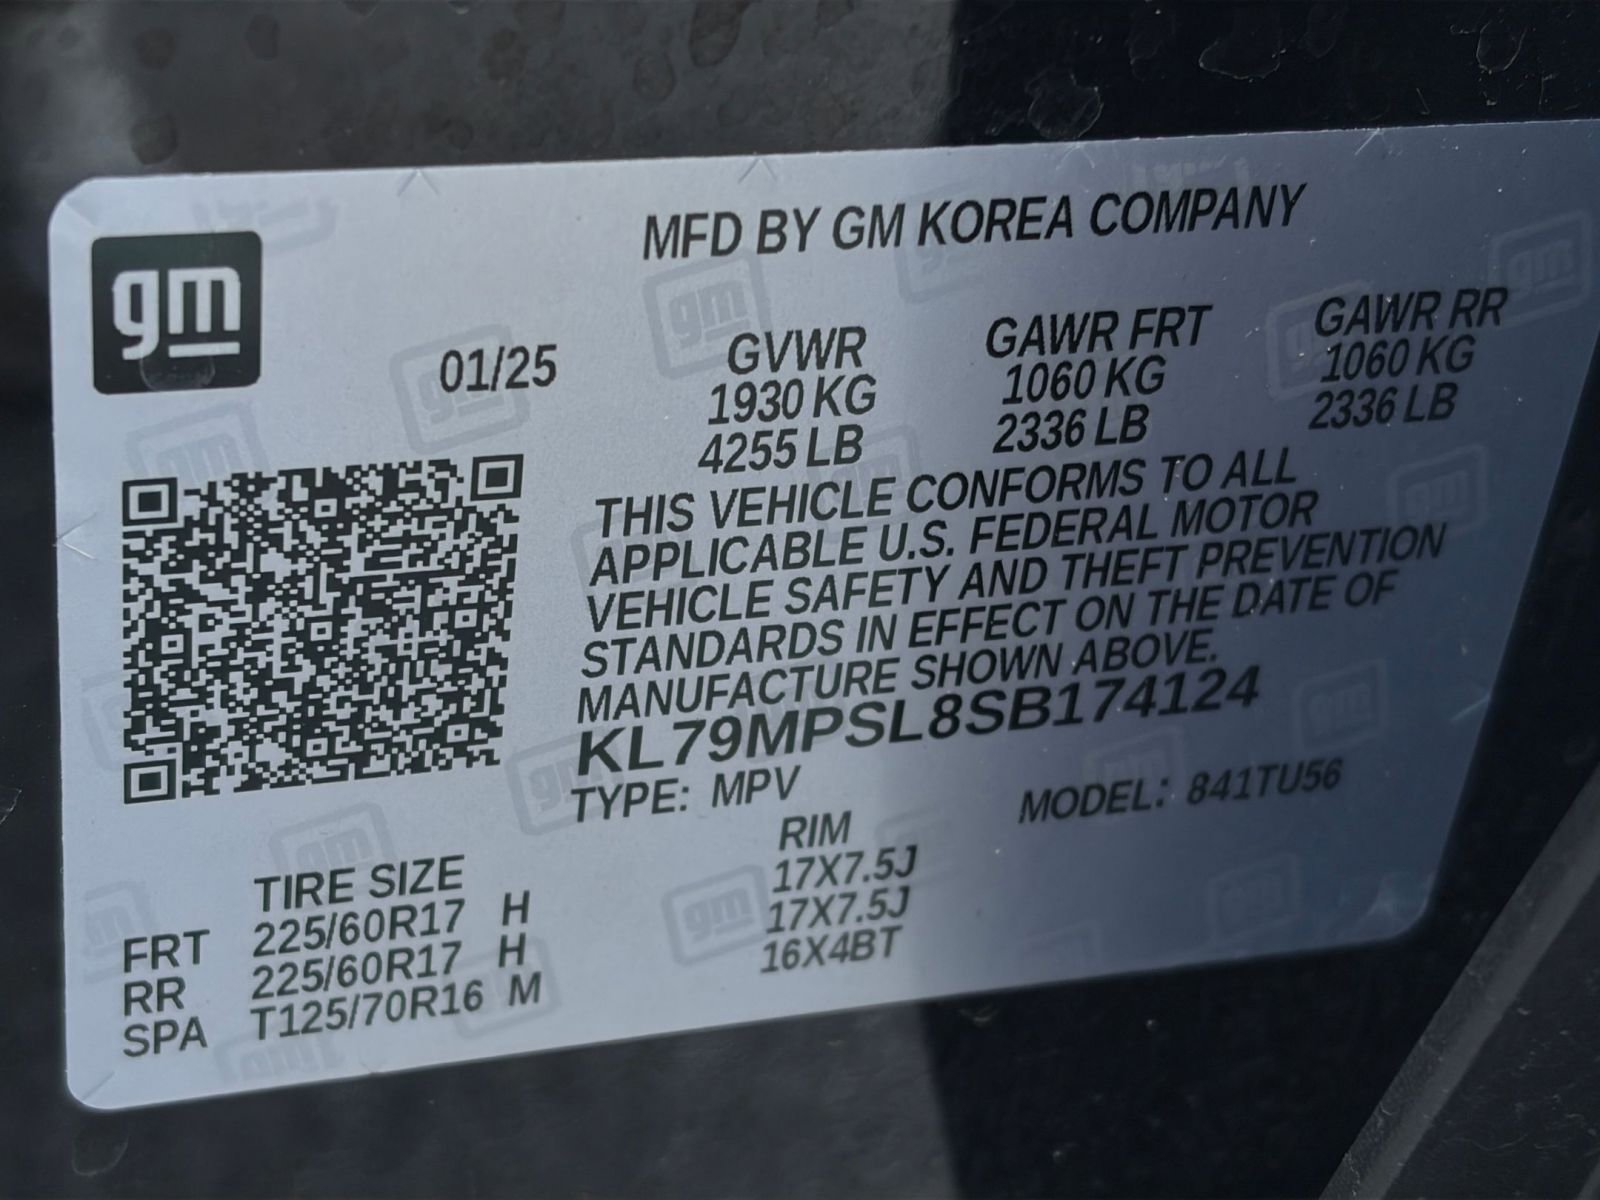 gm
MFD BY GM KOREA COMPANY
01/25
GVWR GAWR FRT GAWR RR
1930 KG 1060 KG 1060 KG
4255 LB 2336 LB 2336 LB
THIS VEHICLE CONFORMS TO ALL
APPLICABLE U.S. FEDERAL MOTOR
VEHICLE SAFETY AND THEFT PREVENTION
STANDARDS IN EFFECT ON THE DATE OF
MANUFACTURE SHOWN ABOVE.
KL79MPSL8SB174124
TYPE: MPV MODEL: 841TU56
TIRE SIZE RIM
FRT 225/60R17 H 17X7.5J
RR 225/60R17 H 17X7.5J
SPA T125/70R16 M 16X4BT